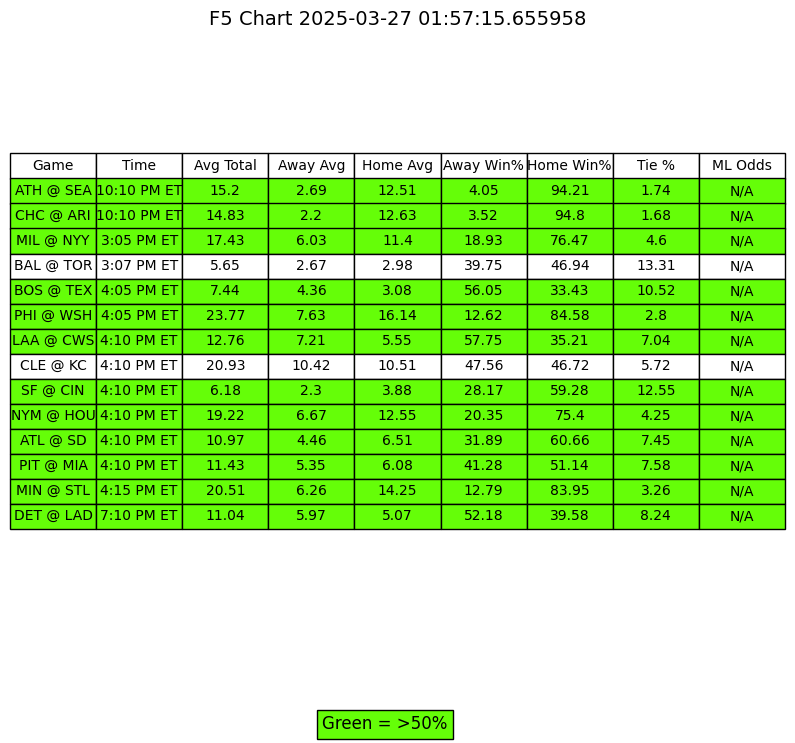 F5 Chart 2025-03-27 01:57:15.655958
Game Time Avg Total Away Avg Home Avg Away Win% Home Win% Tie % ML Odds
ATH @ SEA 10:10 PM ET 15.2 2.69 12.51 4.05 94.21 1.74 N/A
CHC @ ARI 10:10 PM ET 14.83 2.2 12.63 3.52 94.8 1.68 N/A
MIL @ NYY 3:05 PM ET 17.43 6.03 11.4 18.93 76.47 4.6 N/A
BAL @ TOR 3:07 PM ET 5.65 2.67 2.98 39.75 46.94 13.31 N/A
BOS @ TEX 4:05 PM ET 7.44 4.36 3.08 56.05 33.43 10.52 N/A
PHI @ WSH 4:05 PM ET 23.77 7.63 16.14 12.62 84.58 2.8 N/A
LAA @ CWS 4:10 PM ET 12.76 7.21 5.55 57.75 35.21 7.04 N/A
CLE @ KC 4:10 PM ET 20.93 10.42 10.51 47.56 46.72 5.72 N/A
SF @ CIN 4:10 PM ET 6.18 2.3 3.88 28.17 59.28 12.55 N/A
NYM @ HOU 4:10 PM ET 19.22 6.67 12.55 20.35 75.4 4.25 N/A
ATL @ SD 4:10 PM ET 10.97 4.46 6.51 31.89 60.66 7.45 N/A
PIT @ MIA 4:10 PM ET 11.43 5.35 6.08 41.28 51.14 7.58 N/A
MIN @ STL 4:15 PM ET 20.51 6.26 14.25 12.79 83.95 3.26 N/A
DET @ LAD 7:10 PM ET 11.04 5.97 5.07 52.18 39.58 8.24 N/A
Green = >50%